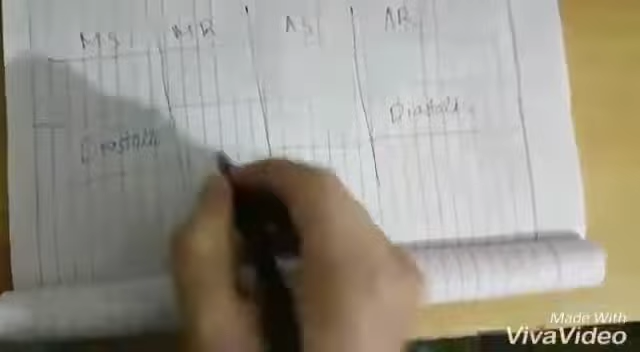 MS MR AS AR
Diastolic
Diastolic
Made With
VivaVideo